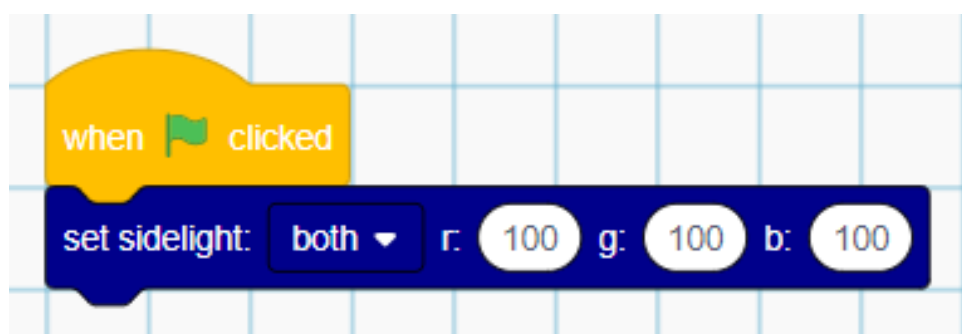 when clicked
set sidelight: both r: 100 g: 100 b: 100